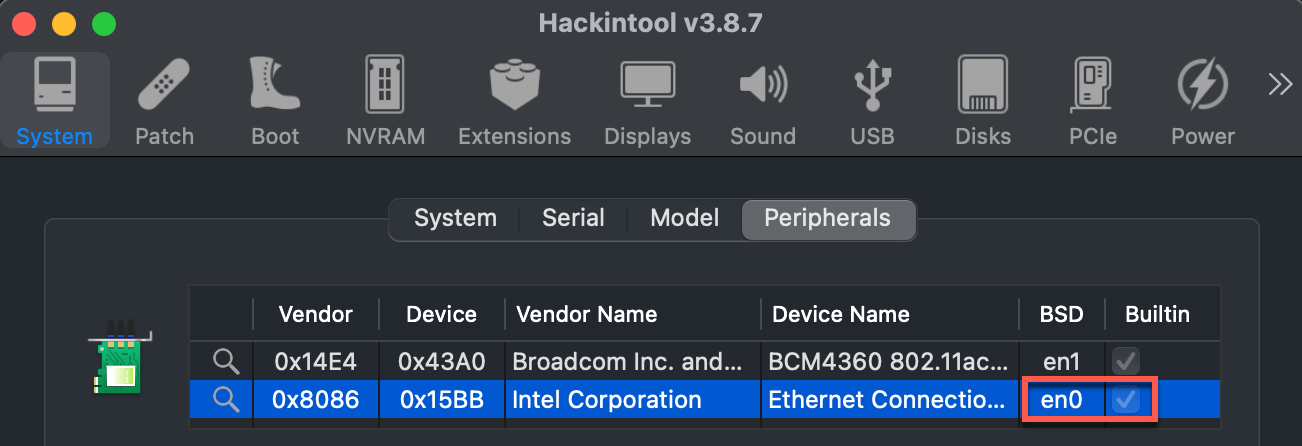 Hackintool v3.8.7
System Patch Boot NVRAM Extensions Displays Sound USB Disks PCIe Power
System Serial Model Peripherals
Vendor Device Vendor Name Device Name BSD Builtin
0x14E4 0x43A0 Broadcom Inc. and... BCM4360 802.11ac... en1
0x8086 0x15BB Intel Corporation Ethernet Connectio... en0